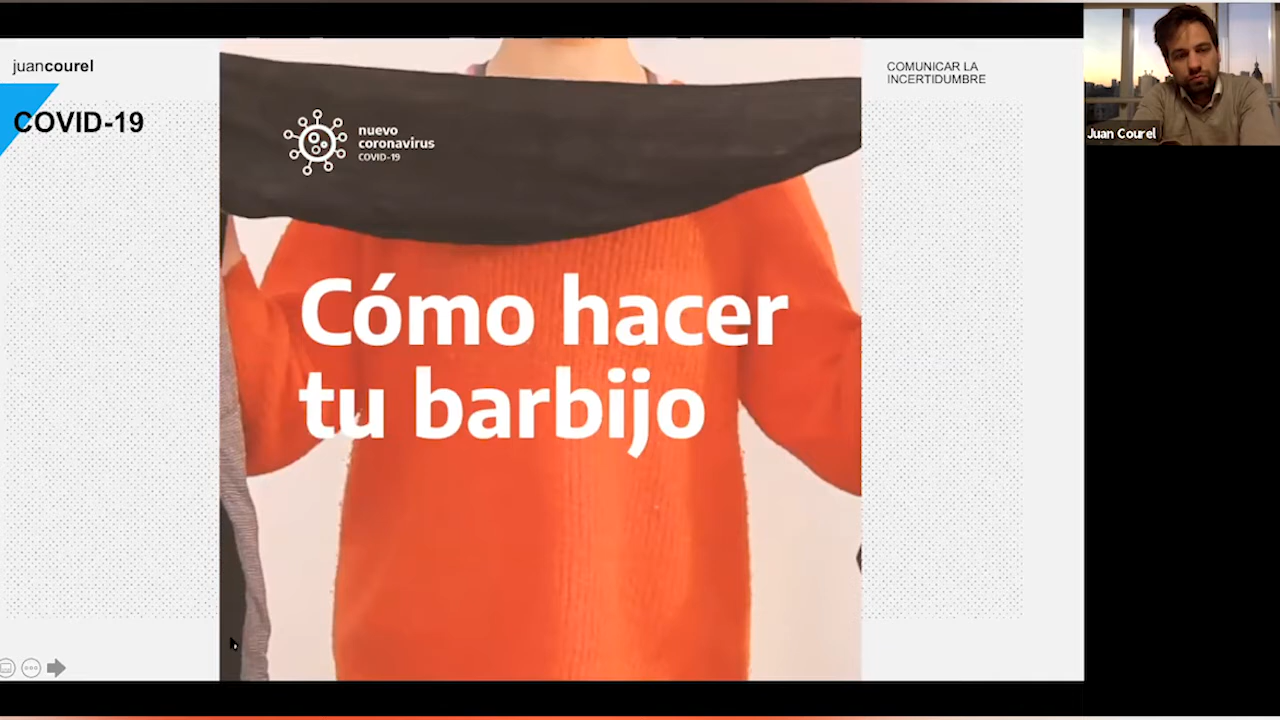 juancourel
COVID-19
COMUNICAR LA
INCERTIDUMBRE
nuevo
coronavirus
COVID-19
Cómo hacer
tu barbijo
Juan Courel